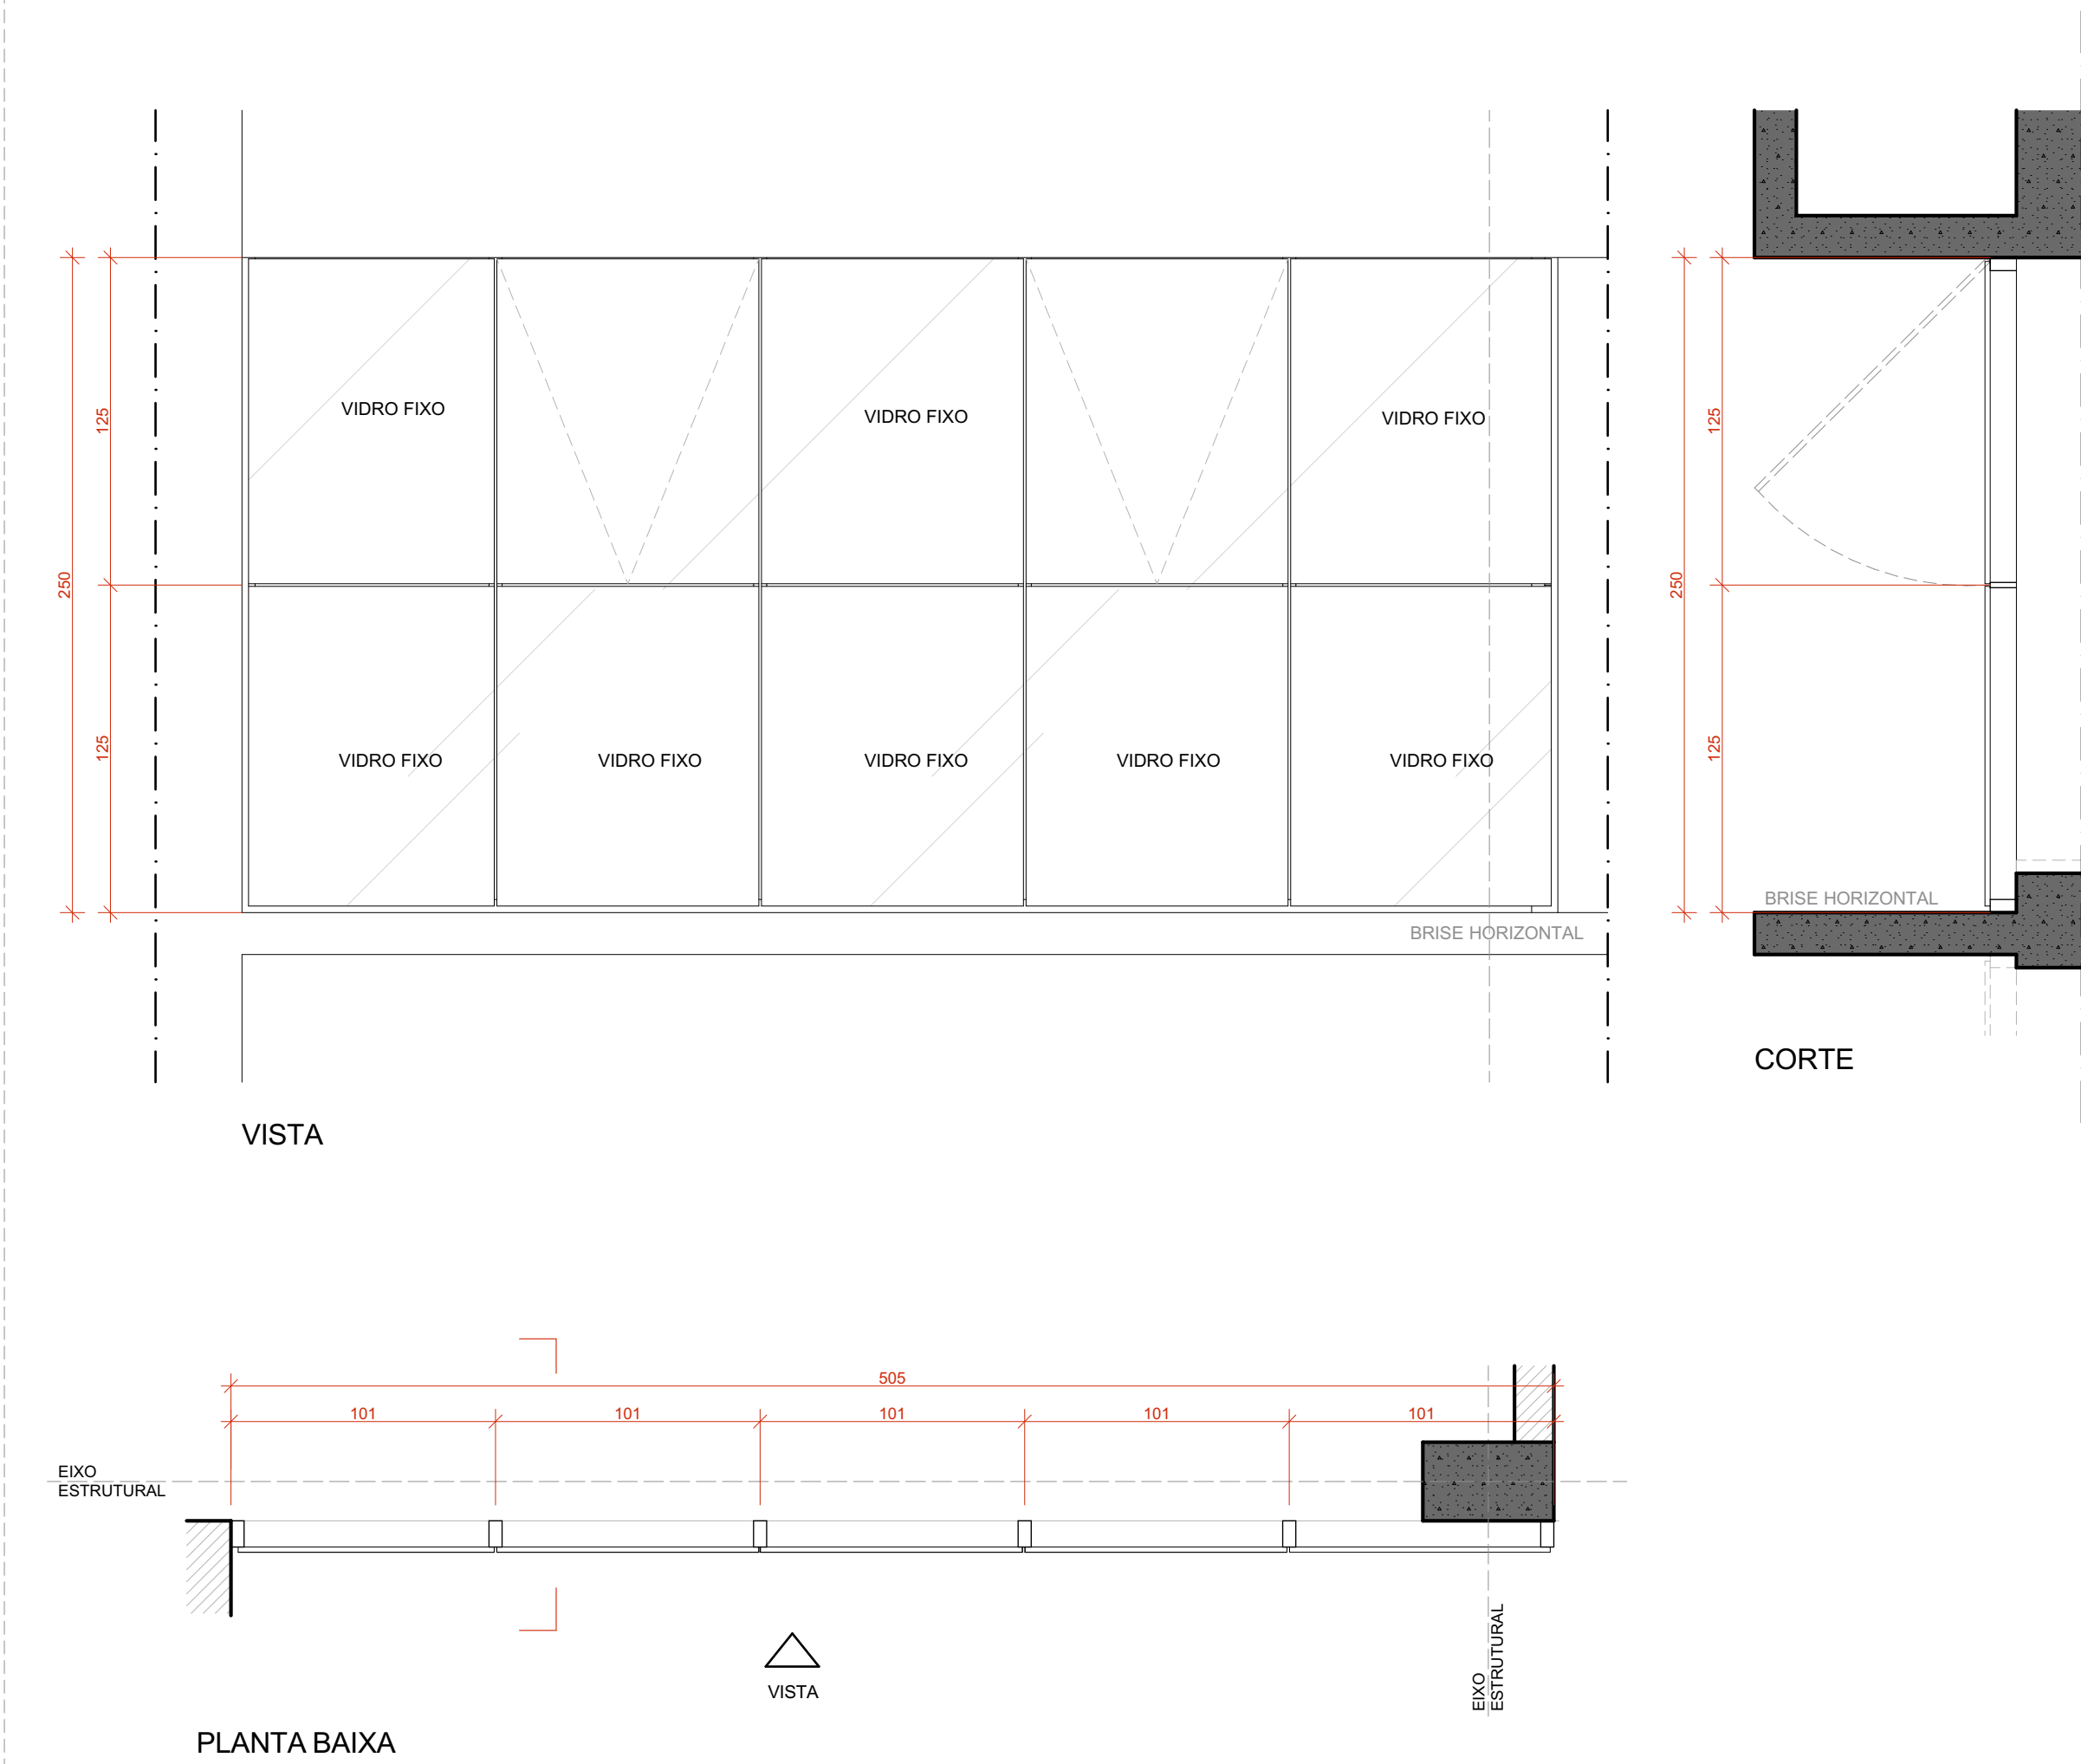 VIDRO FIXO
VIDRO FIXO
VIDRO FIXO
125
125
250
125
125
250
VIDRO FIXO
VIDRO FIXO
VIDRO FIXO
VIDRO FIXO
VIDRO FIXO
BRISE HORIZONTAL
BRISE HORIZONTAL
CORTE
VISTA
505
101
101
101
101
101
EIXO
ESTRUTURAL
EIXO
ESTRUTURAL
VISTA
PLANTA BAIXA